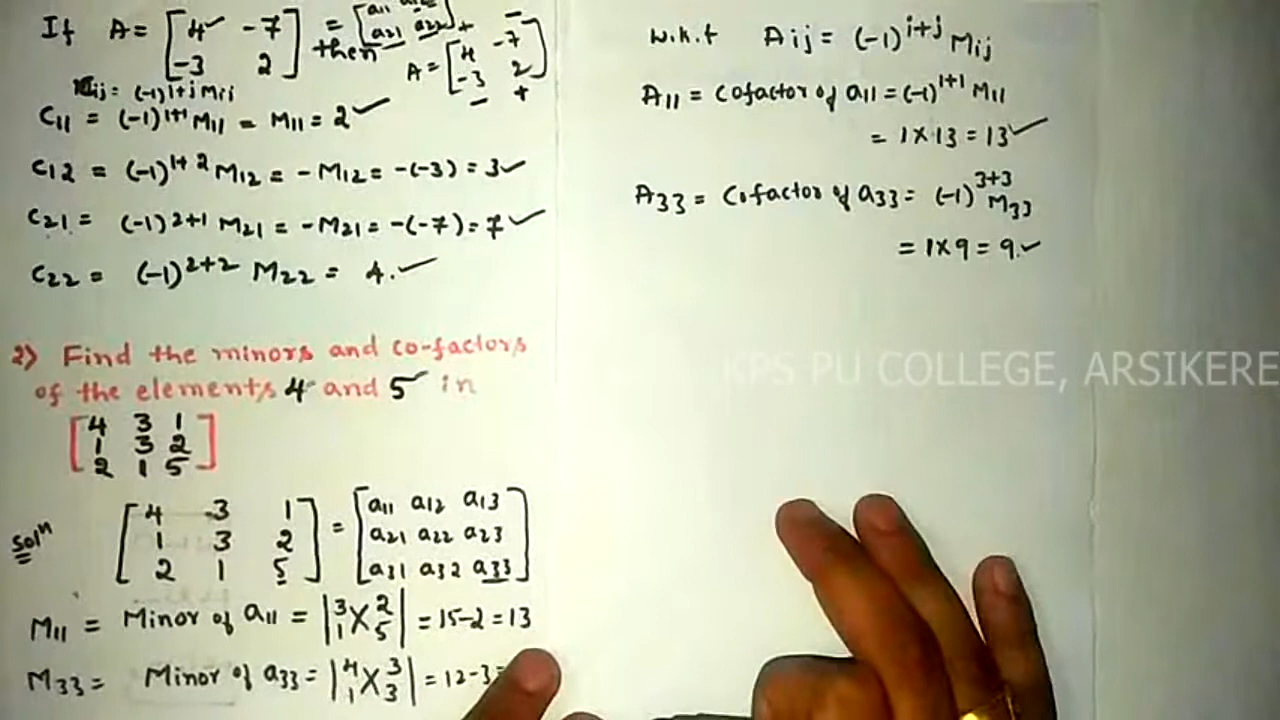 If A = [4 -7] = [a11 a12] then A = [4 -7]
[-3 2] [a21 a22] [-3 2]
Cij = (-1)^i+j Mij
C11 = (-1)^1+1 M11 = M11 = 2 ✓
C12 = (-1)^1+2 M12 = -M12 = -(-3) = 3 ✓
C21 = (-1)^2+1 M21 = -M21 = -(-7) = 7 ✓
C22 = (-1)^2+2 M22 = 4. ✓
2) Find the minors and co-factors
of the elements 4 and 5 in
[4 3 1]
[1 3 2]
[2 1 5]
Soln
[4 3 1] = [a11 a12 a13]
[1 3 2] [a21 a22 a23]
[2 1 5] [a31 a32 a33]
M11 = Minor of a11 = |3 2| = 15-2 = 13
|1 5|
M33 = Minor of a33 = |4 3| = 12-3 =
|1 3|
W.k.t Aij = (-1)^i+j Mij
A11 = Cofactor of a11 = (-1)^1+1 M11
= 1 × 13 = 13 ✓
A33 = Cofactor of a33 = (-1)^3+3 M33
= 1 × 9 = 9. ✓
KPS PU COLLEGE, ARSIKERE